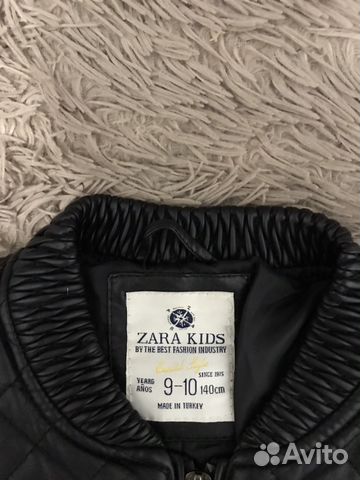 ZARA KIDS
BY THE BEST FASHION INDUSTRY
SINCE 1975
YEARS
AÑOS
9-10 140cm
MADE IN TURKEY
Avito